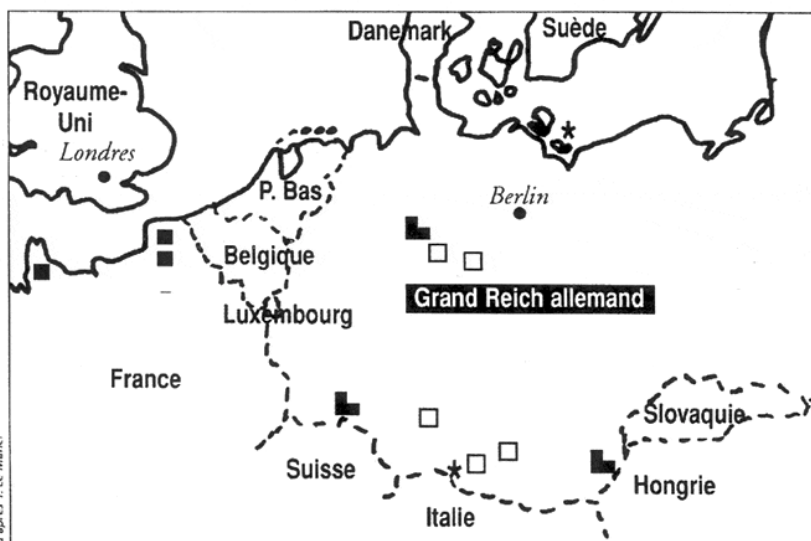 Danemark
Suède
Royaume-
Uni
Londres
P. Bas
Berlin
Belgique
Grand Reich allemand
Luxembourg
France
Slovaquie
Suisse
Hongrie
Italie